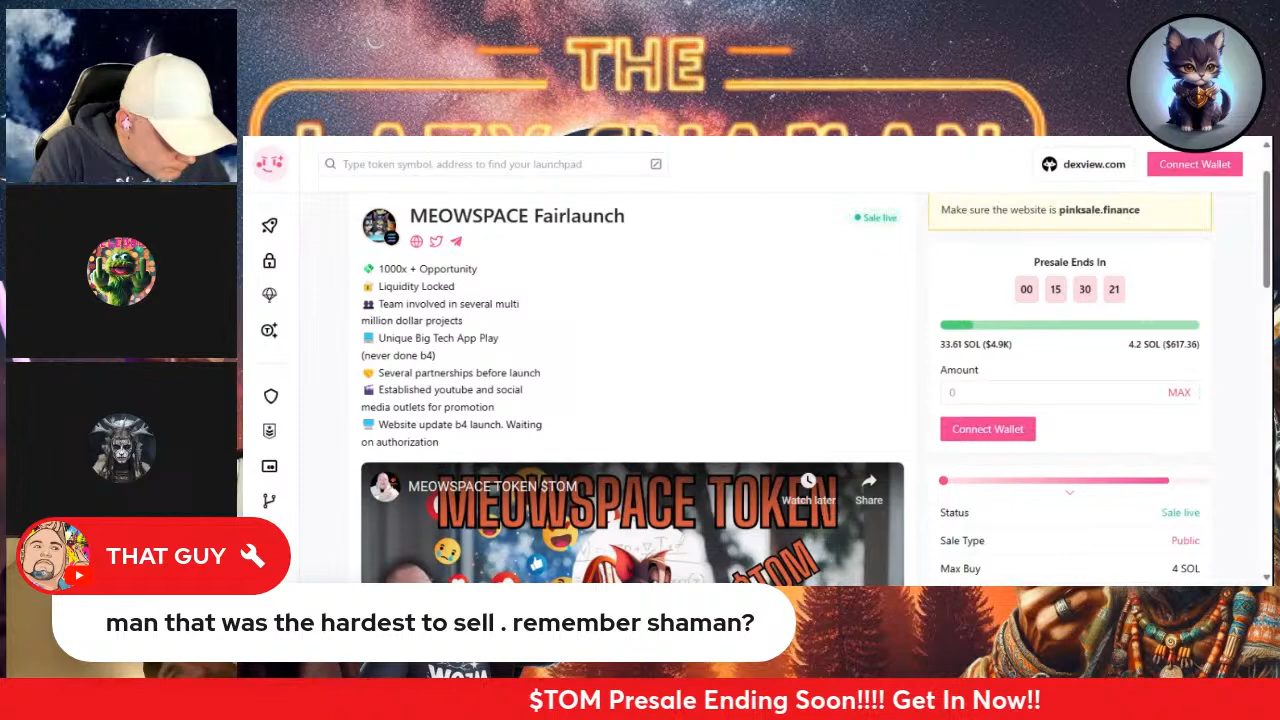 THE
LAZY SHAMAN
Type token symbol, address to find your launchpad
dexview.com
Connect Wallet
MEOWSPACE Fairlaunch
Sale live
Make sure the website is pinksale.finance
1000x + Opportunity
Liquidity Locked
Team involved in several multi
million dollar projects
Unique Big Tech App Play
(never done b4)
Several partnerships before launch
Established youtube and social
media outlets for promotion
Website update b4 launch. Waiting
on authorization
Presale Ends In
00 15 30 21
33.61 SOL ($4.9K) 4.2 SOL ($617.36)
Amount
0 MAX
Connect Wallet
Status Sale live
Sale Type Public
Max Buy 4 SOL
MEOWSPACE TOKEN $TOM
Watch later Share
MEOWSPACE TOKEN
$TOM
THAT GUY
man that was the hardest to sell . remember shaman?
$TOM Presale Ending Soon!!!! Get In Now!!